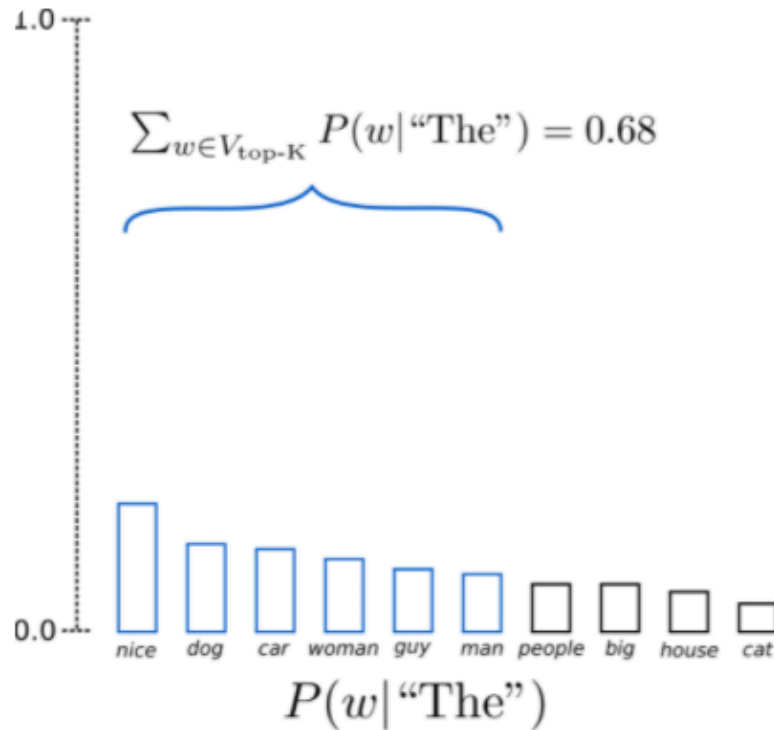 1.0
∑w∈Vtop-K P(w|“The”) = 0.68
0.0
nice dog car woman guy man people big house cat
P(w|“The”)